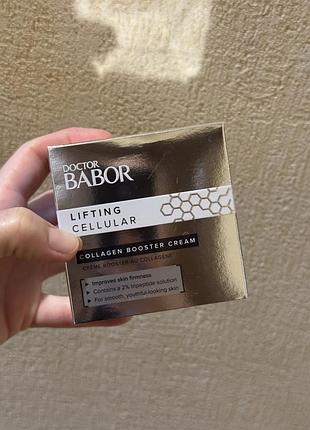 DOCTOR
BABOR
LIFTING
CELLULAR
COLLAGEN BOOSTER CREAM
CRÈME BOOSTER AU COLLAGÈNE
Improves skin firmness
Contains a 2% tripeptide solution
For smooth, youthful-looking skin